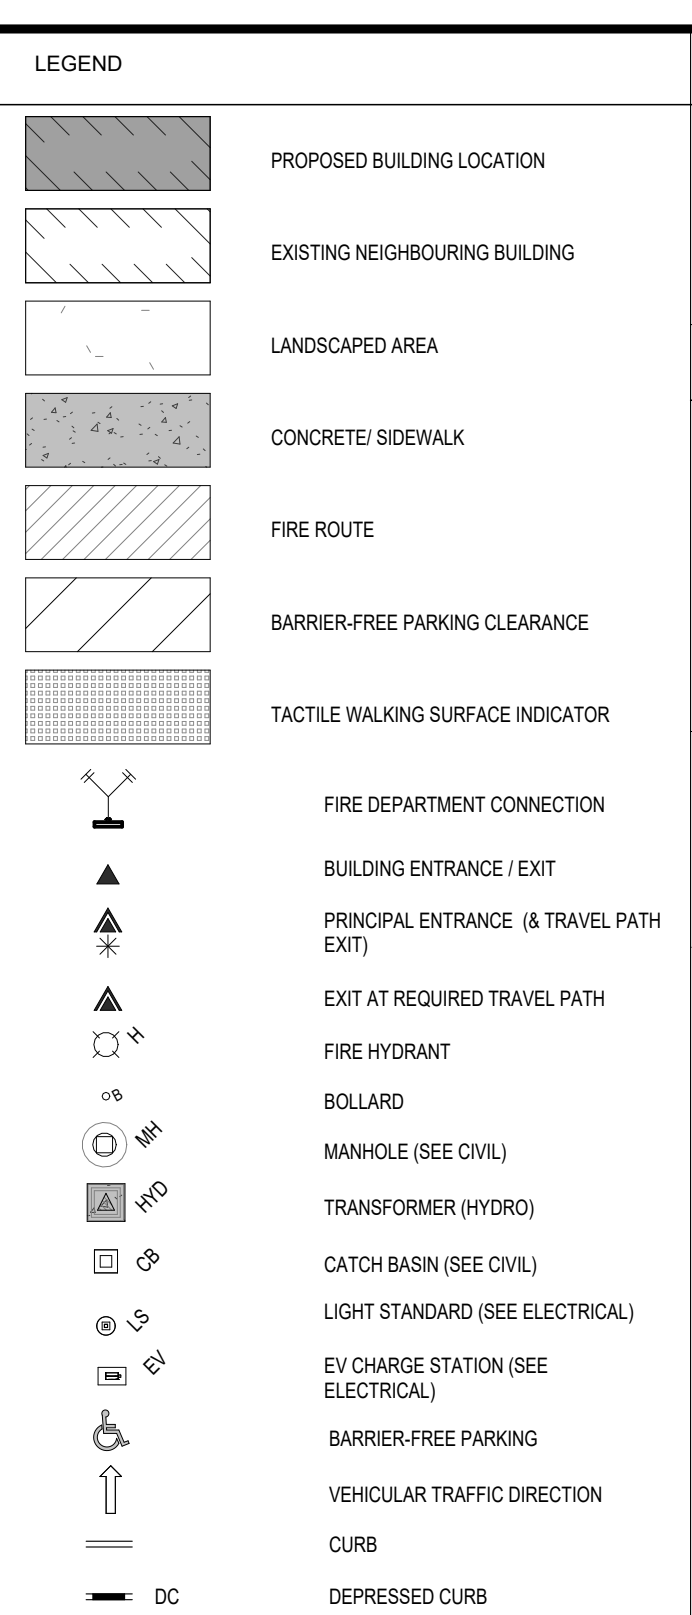 LEGEND
PROPOSED BUILDING LOCATION
EXISTING NEIGHBOURING BUILDING
LANDSCAPED AREA
CONCRETE/ SIDEWALK
FIRE ROUTE
BARRIER-FREE PARKING CLEARANCE
TACTILE WALKING SURFACE INDICATOR
FIRE DEPARTMENT CONNECTION
BUILDING ENTRANCE / EXIT
PRINCIPAL ENTRANCE (& TRAVEL PATH
EXIT)
EXIT AT REQUIRED TRAVEL PATH
H
FIRE HYDRANT
B
BOLLARD
MH
MANHOLE (SEE CIVIL)
HYD
TRANSFORMER (HYDRO)
CB
CATCH BASIN (SEE CIVIL)
LS
LIGHT STANDARD (SEE ELECTRICAL)
EV
EV CHARGE STATION (SEE
ELECTRICAL)
BARRIER-FREE PARKING
VEHICULAR TRAFFIC DIRECTION
CURB
DC
DEPRESSED CURB